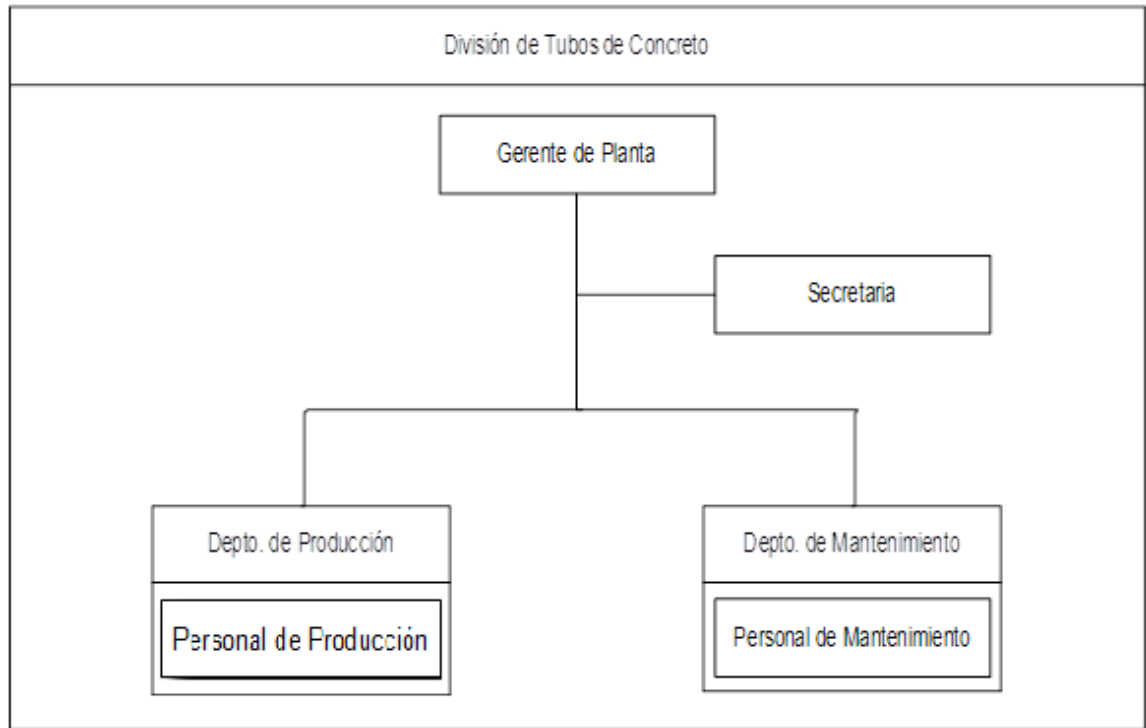 División de Tubos de Concreto
Gerente de Planta
Secretaria
Depto. de Producción
Depto. de Mantenimiento
Personal de Producción
Personal de Mantenimiento